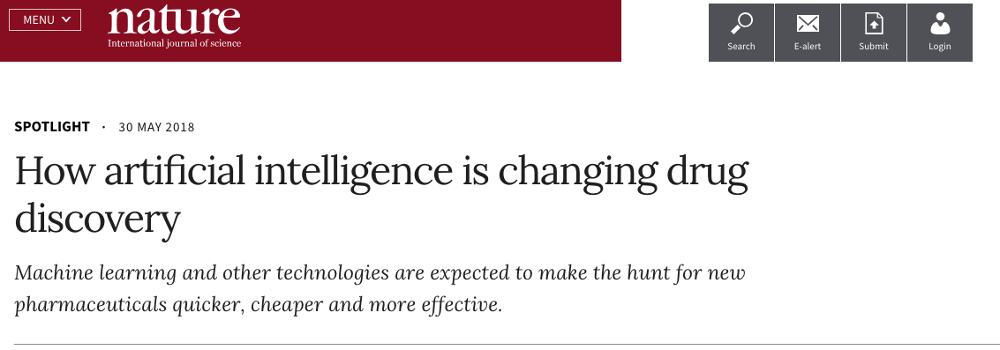 MENU
nature
International journal of science
Search
E-alert
Submit
Login
SPOTLIGHT · 30 MAY 2018
How artificial intelligence is changing drug
discovery
Machine learning and other technologies are expected to make the hunt for new
pharmaceuticals quicker, cheaper and more effective.